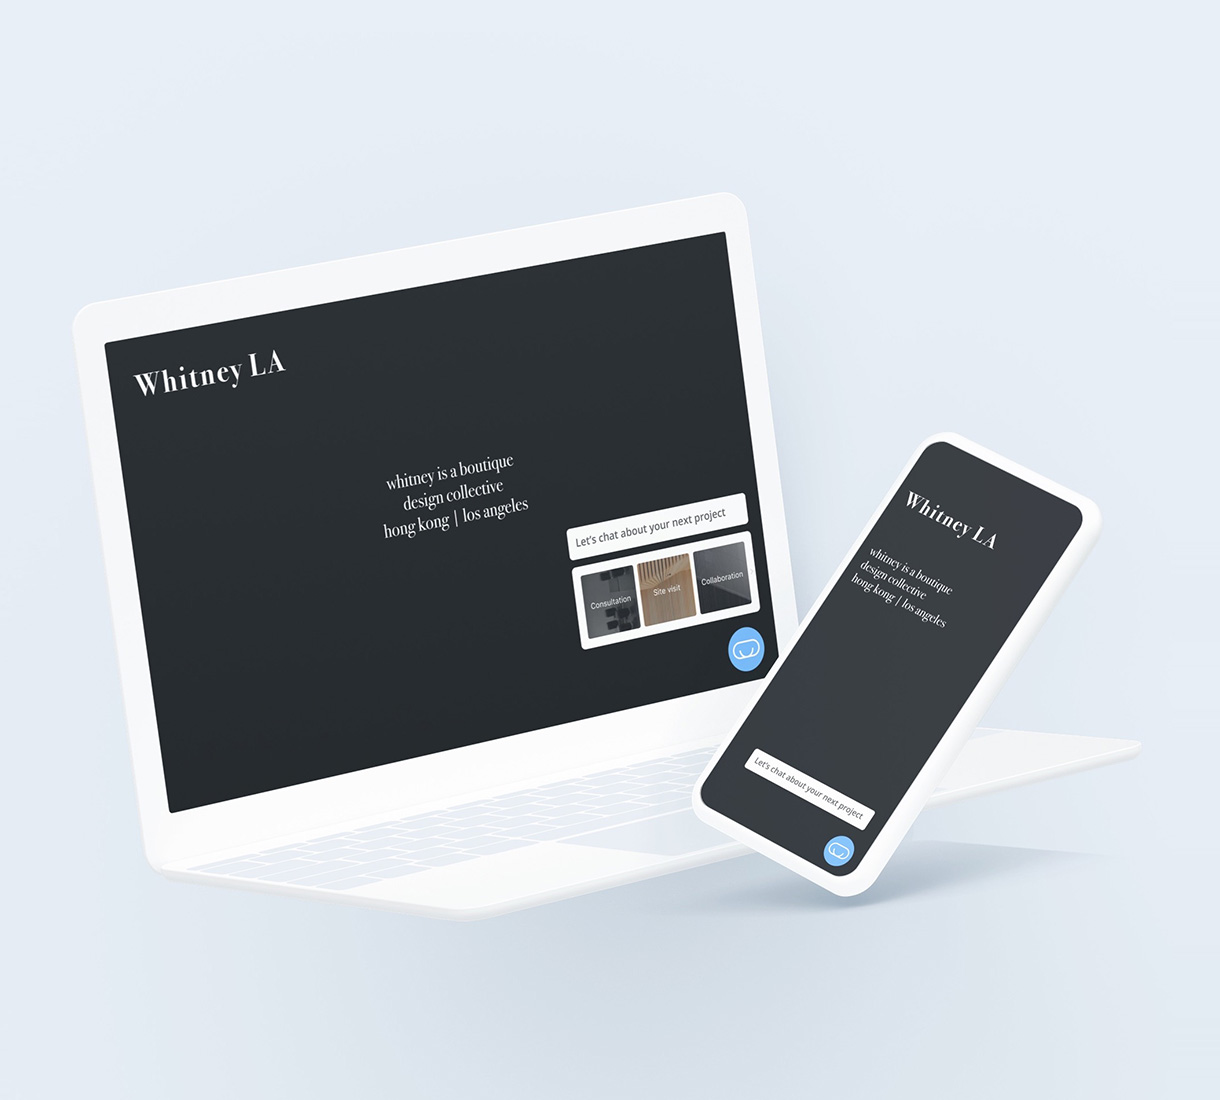 Whitney LA
whitney is a boutique
design collective
hong kong | los angeles
Let's chat about your next project
Consultation
Site visit
Collaboration
Whitney LA
whitney is a boutique
design collective
hong kong | los angeles
Let's chat about your next project